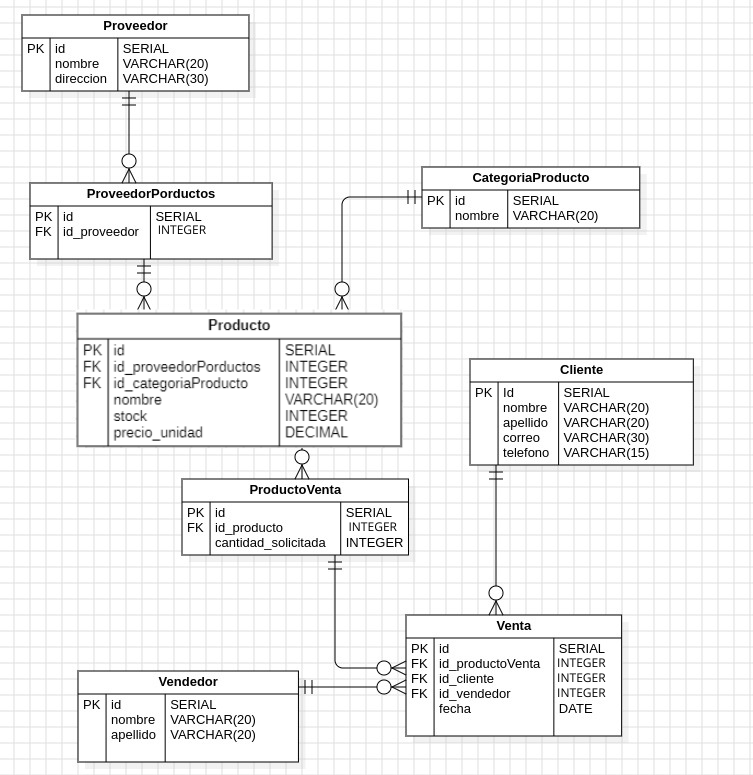 Proveedor
PK id SERIAL
nombre VARCHAR(20)
direccion VARCHAR(30)
ProveedorPorductos
PK id SERIAL
FK id_proveedor INTEGER
CategoriaProducto
PK id SERIAL
nombre VARCHAR(20)
Producto
PK id SERIAL
FK id_proveedorPorductos INTEGER
FK id_categoriaProducto INTEGER
nombre VARCHAR(20)
stock INTEGER
precio_unidad DECIMAL
Cliente
PK Id SERIAL
nombre VARCHAR(20)
apellido VARCHAR(20)
correo VARCHAR(30)
telefono VARCHAR(15)
ProductoVenta
PK id SERIAL
FK id_producto INTEGER
cantidad_solicitada INTEGER
Venta
PK id SERIAL
FK id_productoVenta INTEGER
FK id_cliente INTEGER
FK id_vendedor INTEGER
fecha DATE
Vendedor
PK id SERIAL
nombre VARCHAR(20)
apellido VARCHAR(20)